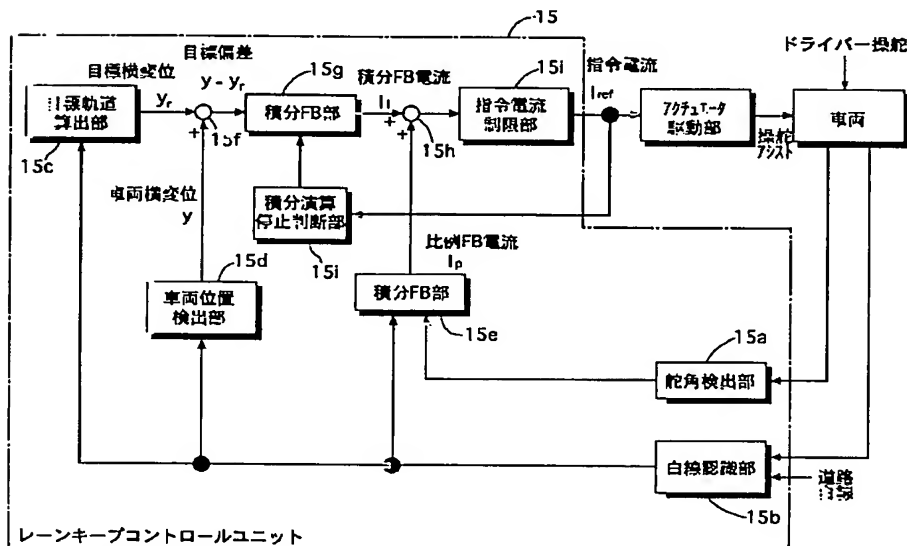 15
ドライバー操舵
目標偏差
目標横変位
y - yr
15g
積分FB電流
15i
指令電流
目標軌道
算出部
yr
積分FB部
Ii
指令電流
制限部
Iref
アクチュエータ
駆動部
車両
+
15f
+
+
15h
操舵
アシスト
15c
車両横変位
y
積分演算
停止判断部
15i
比例FB電流
Ip
15d
車両位置
検出部
積分FB部
15e
15a
舵角検出部
白線認識部
道路
15b
レーンキープコントロールユニット